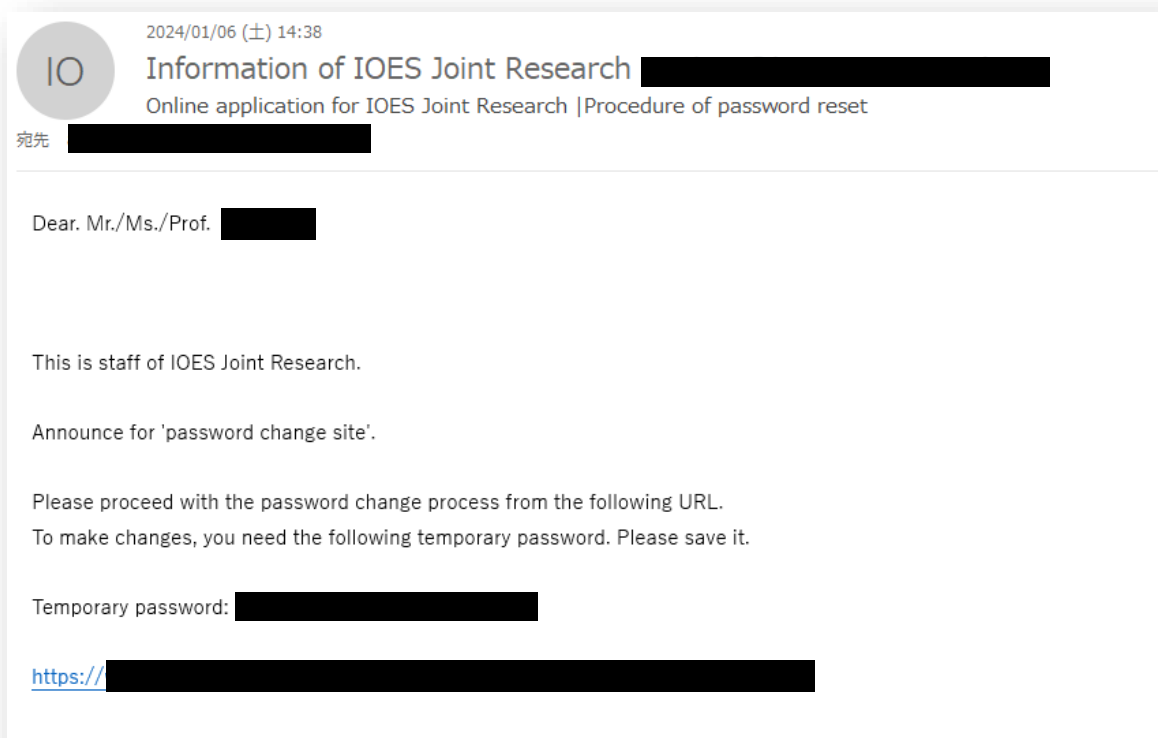 IO
2024/01/06 (土) 14:38
Information of IOES Joint Research
Online application for IOES Joint Research |Procedure of password reset
宛先
Dear. Mr./Ms./Prof.
This is staff of IOES Joint Research.
Announce for 'password change site'.
Please proceed with the password change process from the following URL.
To make changes, you need the following temporary password. Please save it.
Temporary password:
https://